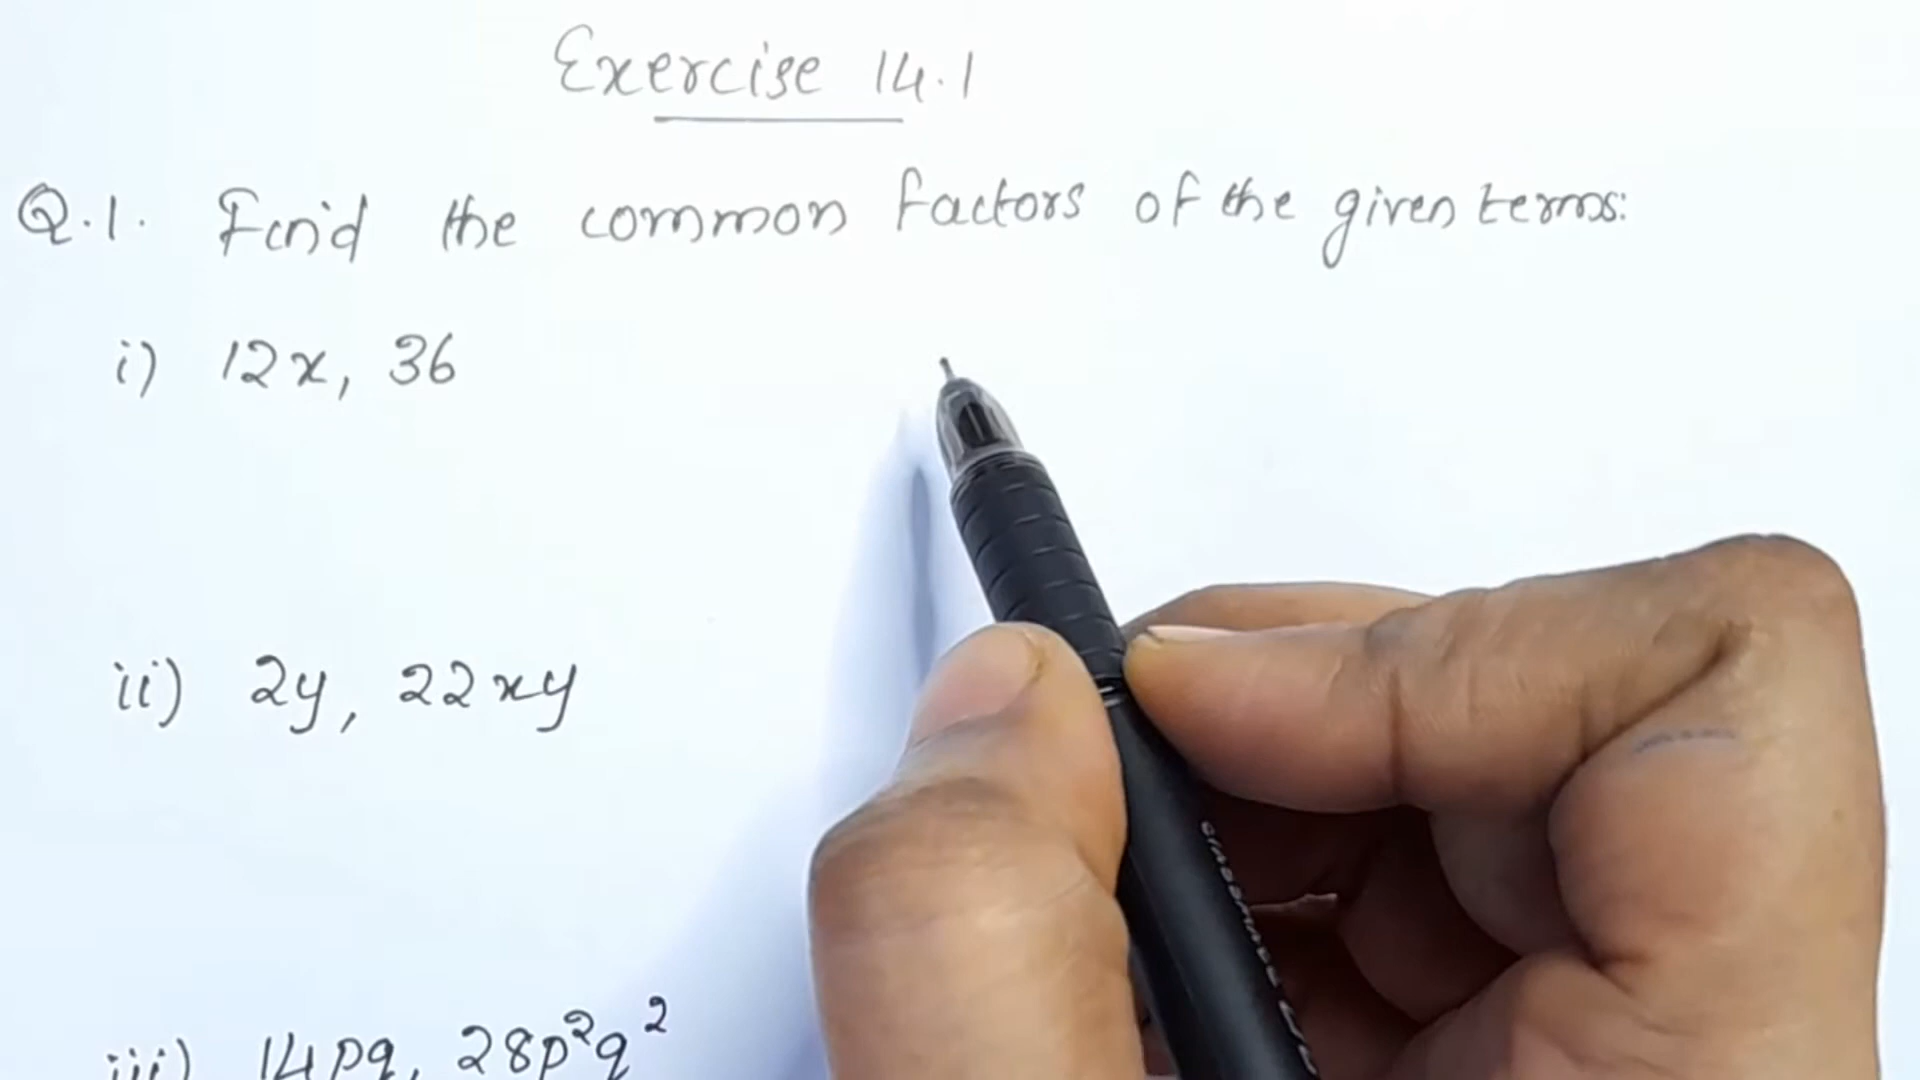 Exercise 14.1
Q.1. Find the common factors of the given terms:
i) 12x, 36
ii) 2y, 22xy
iii) 14pq, 28p²q²